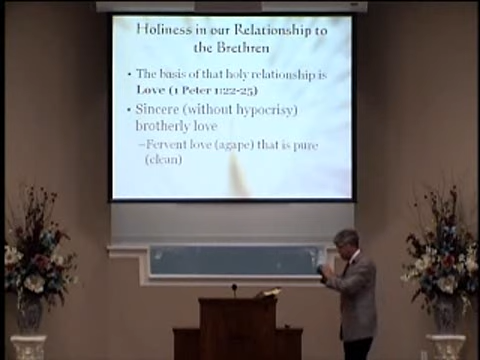 Holiness in our Relationship to
the Brethren
• The basis of that holy relationship is
Love (1 Peter 1:22-25)
• Sincere (without hypocrisy)
brotherly love
–Fervent love (agape) that is pure
(clean)